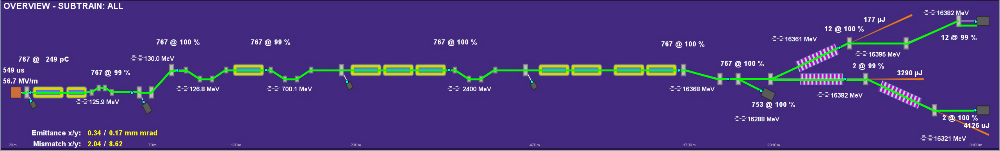 OVERVIEW - SUBTRAIN: ALL
16382 MeV
177 µJ
12 @ 100 %
16361 MeV
12 @ 99 %
767 @ 100 %
767 @ 99 %
767 @ 100 %
767 @ 100 %
16395 MeV
130.0 MeV
767 @ 249 pC
767 @ 100 %
2 @ 99 %
549 us
767 @ 99 %
3290 µJ
56.7 MV/m
126.8 MeV
700.1 MeV
2400 MeV
16368 MeV
16382 MeV
125.9 MeV
753 @ 100 %
16288 MeV
2 @ 100 %
4126 uJ
Emittance x/y: 0.34 / 0.17 mm mrad
16321 MeV
Mismatch x/y: 2.04 / 8.62
20m 70m 120m 230m 470m 1730m 2010m 3100m